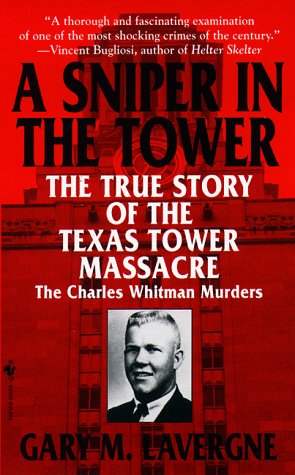 "A thorough and fascinating examination
of one of the most shocking crimes of the century."
—Vincent Bugliosi, author of Helter Skelter
A SNIPER IN
THE TOWER
THE TRUE STORY
OF THE
TEXAS TOWER
MASSACRE
The Charles Whitman Murders
GARY M. LAVERGNE